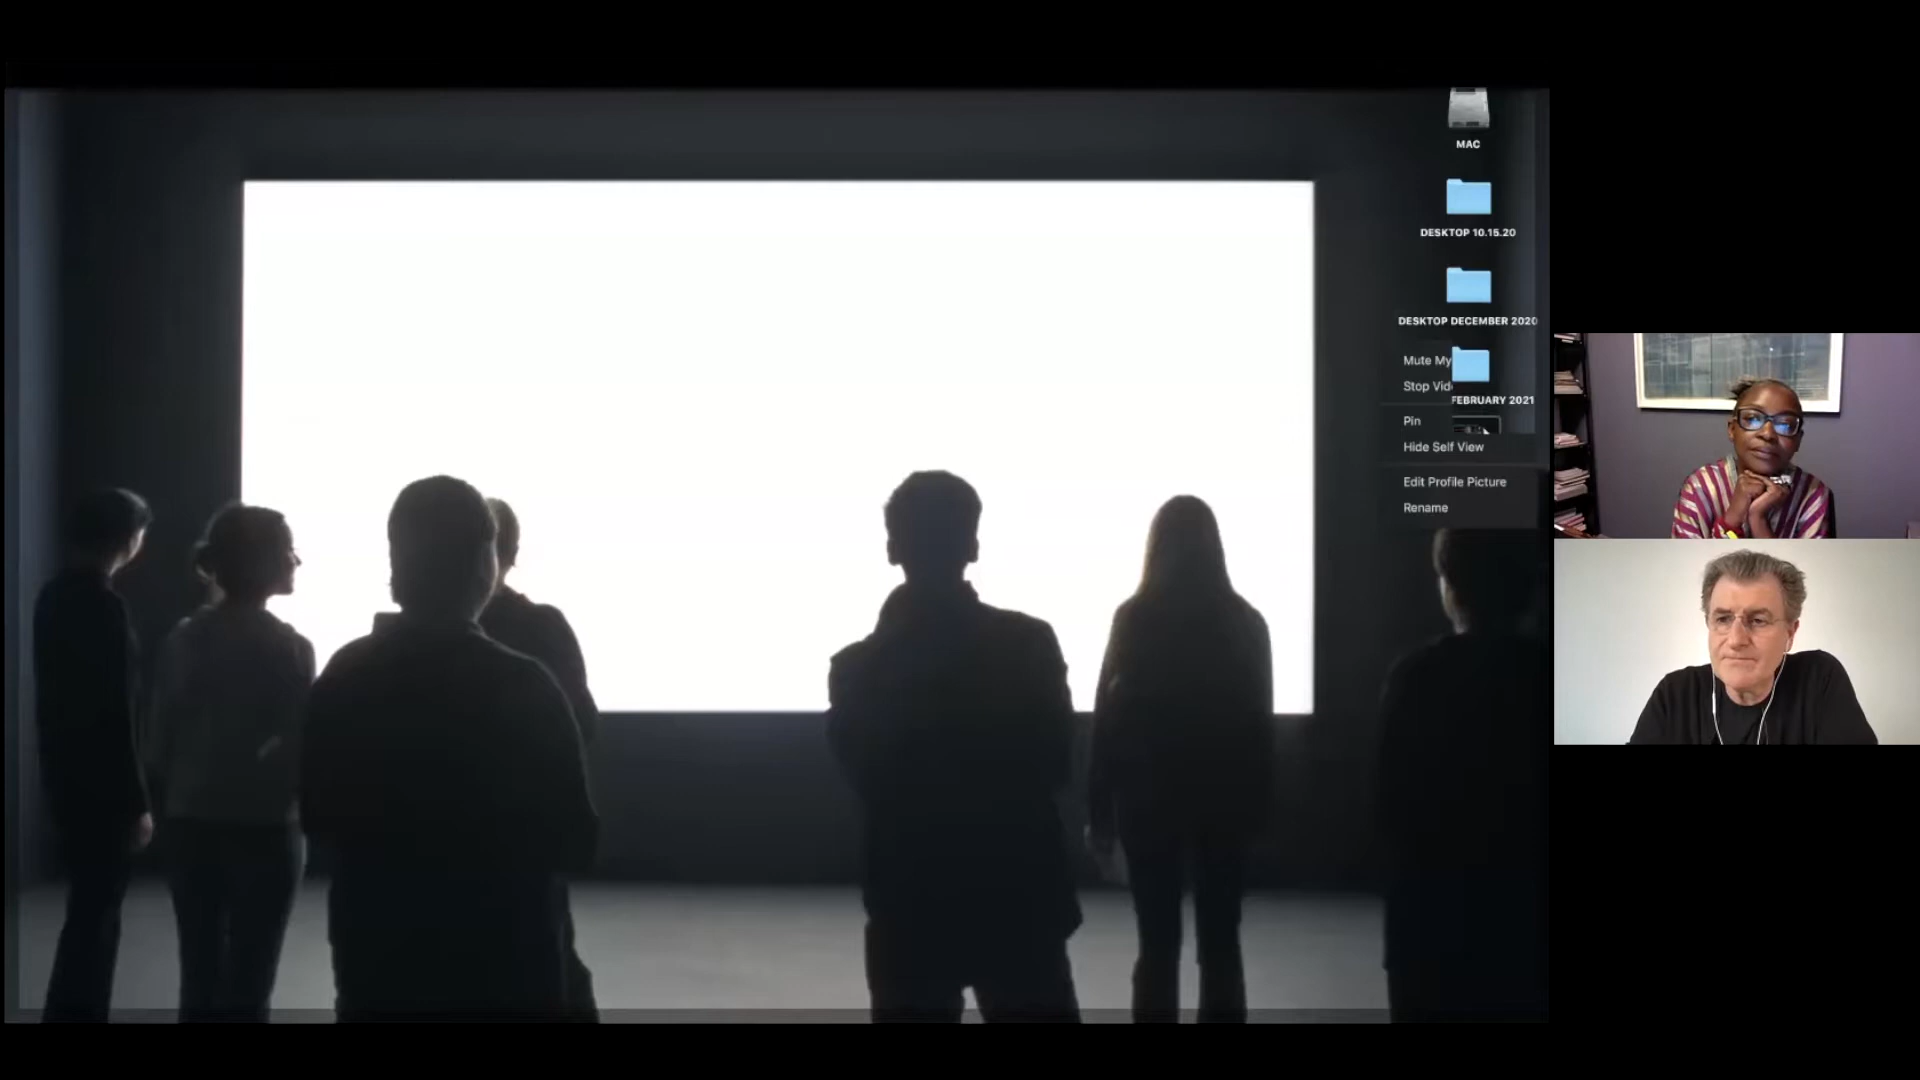 MAC
DESKTOP 10.15.20
DESKTOP DECEMBER 2020
Mute My
Stop Vid
FEBRUARY 2021
Pin
Hide Self View
Edit Profile Picture
Rename